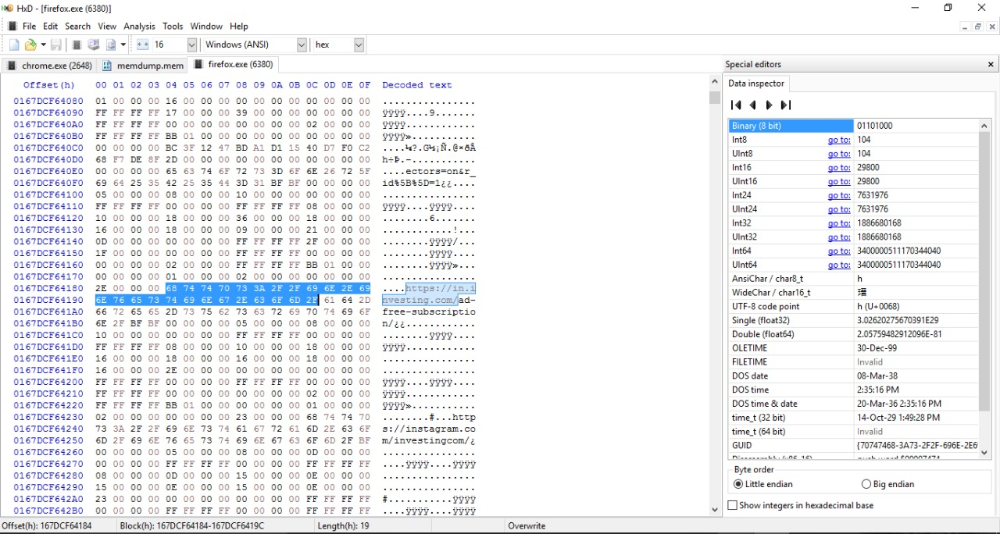 HxD - [firefox.exe (6380)]
File Edit Search View Analysis Tools Window Help
16 Windows (ANSI) hex
chrome.exe (2648) memdump.mem firefox.exe (6380)
Offset(h) 00 01 02 03 04 05 06 07 08 09 0A 0B 0C 0D 0E 0F Decoded text
0167DCF64080 01 00 00 00 16 00 00 00 00 00 00 00 00 00 00 00 ................
0167DCF64090 FF FF FF FF 17 00 00 00 39 00 00 00 00 00 00 00 ÿÿÿÿ....9.......
0167DCF640A0 FF FF FF FF 00 00 00 00 00 00 00 00 02 00 00 00 ÿÿÿÿ............
0167DCF640B0 FF FF FF FF BB 01 00 00 00 00 00 00 00 00 00 00 ÿÿÿÿ»...........
0167DCF640C0 00 00 00 00 BC 3F 12 47 BD A1 D1 15 40 D7 F0 C2 ....¼?.G½¡Ñ.@×ðÂ
0167DCF640D0 68 F7 DE 8F 2D 00 00 00 00 00 00 00 00 00 00 00 h÷Þ.-...........
0167DCF640E0 00 00 00 00 65 63 74 6F 72 73 3D 6F 6E 26 72 5F ....ectors=on&r_
0167DCF640F0 69 64 25 35 42 25 35 44 3D 31 BF BF 00 00 00 00 id%5B%5D=1¿¿....
0167DCF64100 05 00 00 00 08 00 00 00 10 00 00 00 00 00 00 00 ................
0167DCF64110 FF FF FF FF 00 00 00 00 FF FF FF FF 08 00 00 00 ÿÿÿÿ....ÿÿÿÿ....
0167DCF64120 10 00 00 00 18 00 00 00 36 00 00 00 18 00 00 00 ........6.......
0167DCF64130 16 00 00 00 18 00 00 00 09 00 00 00 21 00 00 00 ............!...
0167DCF64140 0D 00 00 00 00 00 00 00 FF FF FF FF 2F 00 00 00 ........ÿÿÿÿ/...
0167DCF64150 1F 00 00 00 00 00 00 00 FF FF FF FF 00 00 00 00 ........ÿÿÿÿ....
0167DCF64160 00 00 00 00 02 00 00 00 FF FF FF FF BB 01 00 00 ........ÿÿÿÿ»...
0167DCF64170 00 00 00 00 01 00 00 00 02 00 00 00 00 00 00 00 ................
0167DCF64180 2E 00 00 00 68 74 74 70 73 3A 2F 2F 69 6E 2E 69 ....https://in.i
0167DCF64190 6E 76 65 73 74 69 6E 67 2E 63 6F 6D 2F 61 64 2D nvesting.com/ad-
0167DCF641A0 66 72 65 65 2D 73 75 62 73 63 72 69 70 74 69 6F free-subscriptio
0167DCF641B0 6E 2F BF BF 00 00 00 00 05 00 00 00 08 00 00 00 n/¿¿............
0167DCF641C0 10 00 00 00 00 00 00 00 FF FF FF FF 00 00 00 00 ........ÿÿÿÿ....
0167DCF641D0 FF FF FF FF 08 00 00 00 10 00 00 00 18 00 00 00 ÿÿÿÿ............
0167DCF641E0 16 00 00 00 18 00 00 00 16 00 00 00 18 00 00 00 ................
0167DCF641F0 16 00 00 00 2E 00 00 00 00 00 00 00 00 00 00 00 ................
0167DCF64200 FF FF FF FF 00 00 00 00 FF FF FF FF 00 00 00 00 ÿÿÿÿ....ÿÿÿÿ....
0167DCF64210 FF FF FF FF 00 00 00 00 00 00 00 00 02 00 00 00 ÿÿÿÿ............
0167DCF64220 FF FF FF FF BB 01 00 00 00 00 00 00 01 00 00 00 ÿÿÿÿ»...........
0167DCF64230 02 00 00 00 00 00 00 00 23 00 00 00 68 74 74 70 ........#...http
0167DCF64240 73 3A 2F 2F 69 6E 73 74 61 67 72 61 6D 2E 63 6F s://instagram.co
0167DCF64250 6D 2F 69 6E 76 65 73 74 69 6E 67 63 6F 6D 2F BF m/investingcom/¿
0167DCF64260 00 00 00 00 05 00 00 00 08 00 00 00 0D 00 00 00 ................
0167DCF64270 00 00 00 00 FF FF FF FF 00 00 00 00 FF FF FF FF ....ÿÿÿÿ....ÿÿÿÿ
0167DCF64280 08 00 00 00 0D 00 00 00 15 00 00 00 0E 00 00 00 ................
0167DCF64290 15 00 00 00 0E 00 00 00 15 00 00 00 0E 00 00 00 ................
0167DCF642A0 23 00 00 00 00 00 00 00 00 00 00 00 FF FF FF FF #...........ÿÿÿÿ
0167DCF642B0 00 00 00 00 FF FF FF FF 00 00 00 00 FF FF FF FF ....ÿÿÿÿ....ÿÿÿÿ
Special editors
Data inspector
Binary (8 bit) 01101000
Int8 go to: 104
UInt8 go to: 104
Int16 go to: 29800
UInt16 go to: 29800
Int24 go to: 7631976
UInt24 go to: 7631976
Int32 go to: 1886680168
UInt32 go to: 1886680168
Int64 go to: 3400000511170344040
UInt64 go to: 3400000511170344040
AnsiChar / char8_t h
WideChar / char16_t
UTF-8 code point h (U+0068)
Single (float32) 3.02620275670391E29
Double (float64) 2.05759482912096E-81
OLETIME 30-Dec-99
FILETIME Invalid
DOS date 08-Mar-38
DOS time 2:35:16 PM
DOS time & date 20-Mar-36 2:35:16 PM
time_t (32 bit) 14-Oct-29 1:49:28 PM
time_t (64 bit) Invalid
GUID {70747468-3A73-2F2F-696E-2E6
Byte order
Little endian Big endian
Show integers in hexadecimal base
Offset(h): 167DCF64184 Block(h): 167DCF64184-167DCF6419C Length(h): 19 Overwrite